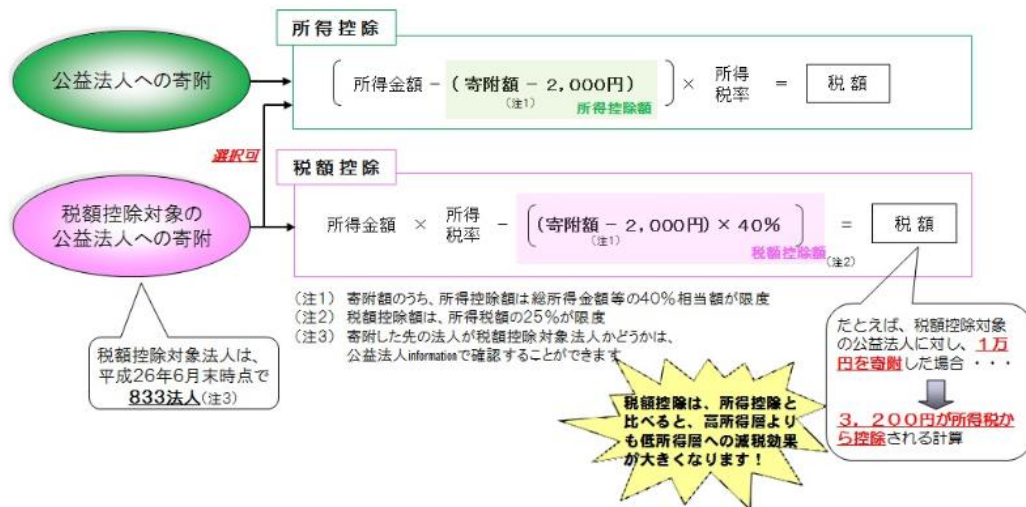 所得控除
公益法人への寄附
(所得金額－(寄附額－2,000円))×所得税率＝税額
(注1)
所得控除額
選択可
税額控除
税額控除対象の
公益法人への寄附
所得金額×所得税率－((寄附額－2,000円)×40%)＝税額
(注1)
税額控除額
(注2)
(注1) 寄附額のうち、所得控除額は総所得金額等の40%相当額が限度
(注2) 税額控除額は、所得税額の25%が限度
(注3) 寄附した先の法人が税額控除対象法人かどうかは、
公益法人informationで確認することができます
税額控除対象法人は、
平成26年6月末時点で
833法人(注3)
税額控除は、所得控除と
比べると、高所得層より
も低所得層への減税効果
が大きくなります！
たとえば、税額控除対象
の公益法人に対し、1万
円を寄附した場合・・・
3，200円が所得税か
ら控除される計算